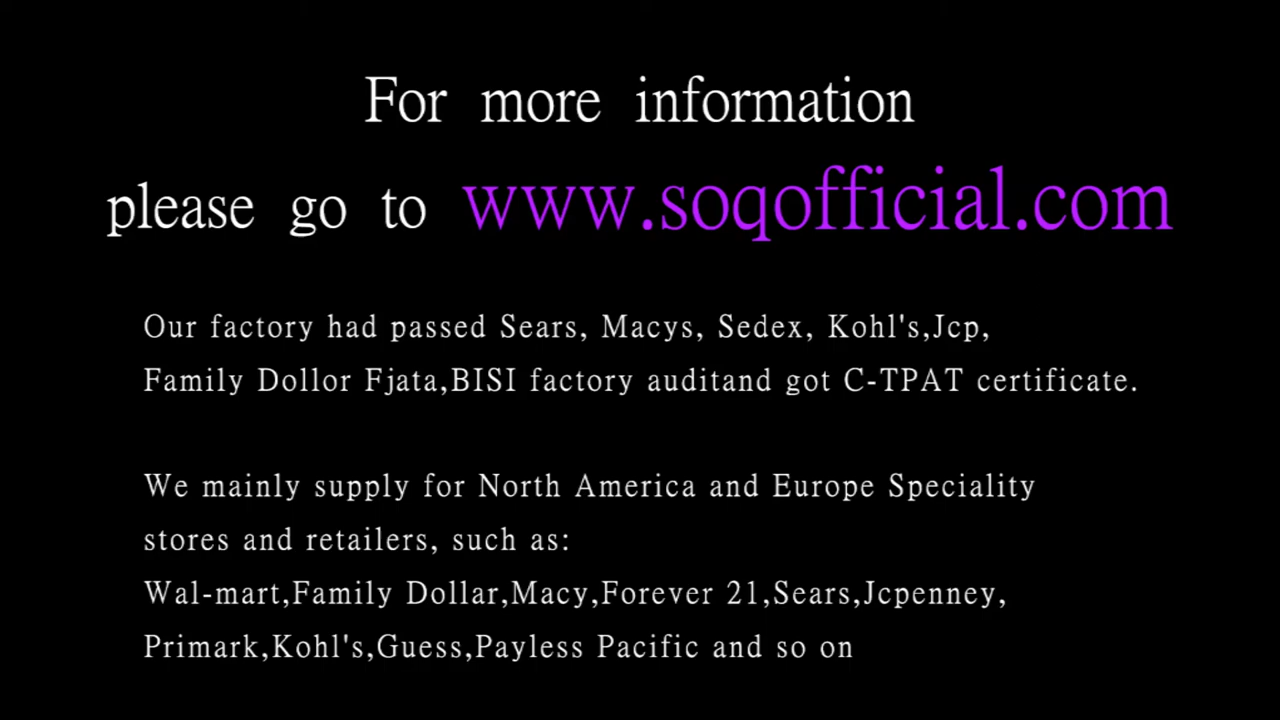 For more information
please go to www.soqofficial.com
Our factory had passed Sears, Macys, Sedex, Kohl's,Jcp,
Family Dollor Fjata,BISI factory auditand got C-TPAT certificate.
We mainly supply for North America and Europe Speciality
stores and retailers, such as:
Wal-mart,Family Dollar,Macy,Forever 21,Sears,Jcpenney,
Primark,Kohl's,Guess,Payless Pacific and so on